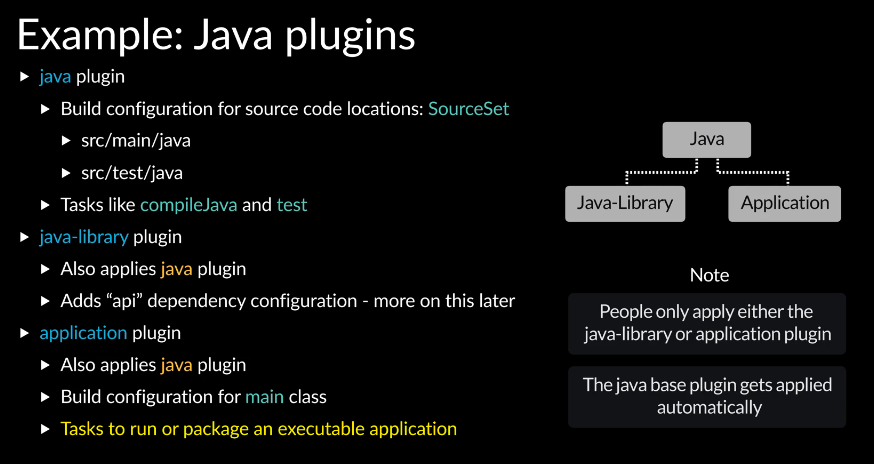 Example: Java plugins
java plugin
Build configuration for source code locations: SourceSet
src/main/java
src/test/java
Tasks like compileJava and test
java-library plugin
Also applies java plugin
Adds “api” dependency configuration - more on this later
application plugin
Also applies java plugin
Build configuration for main class
Tasks to run or package an executable application
Java
Java-Library
Application
Note
People only apply either the
java-library or application plugin
The java base plugin gets applied
automatically